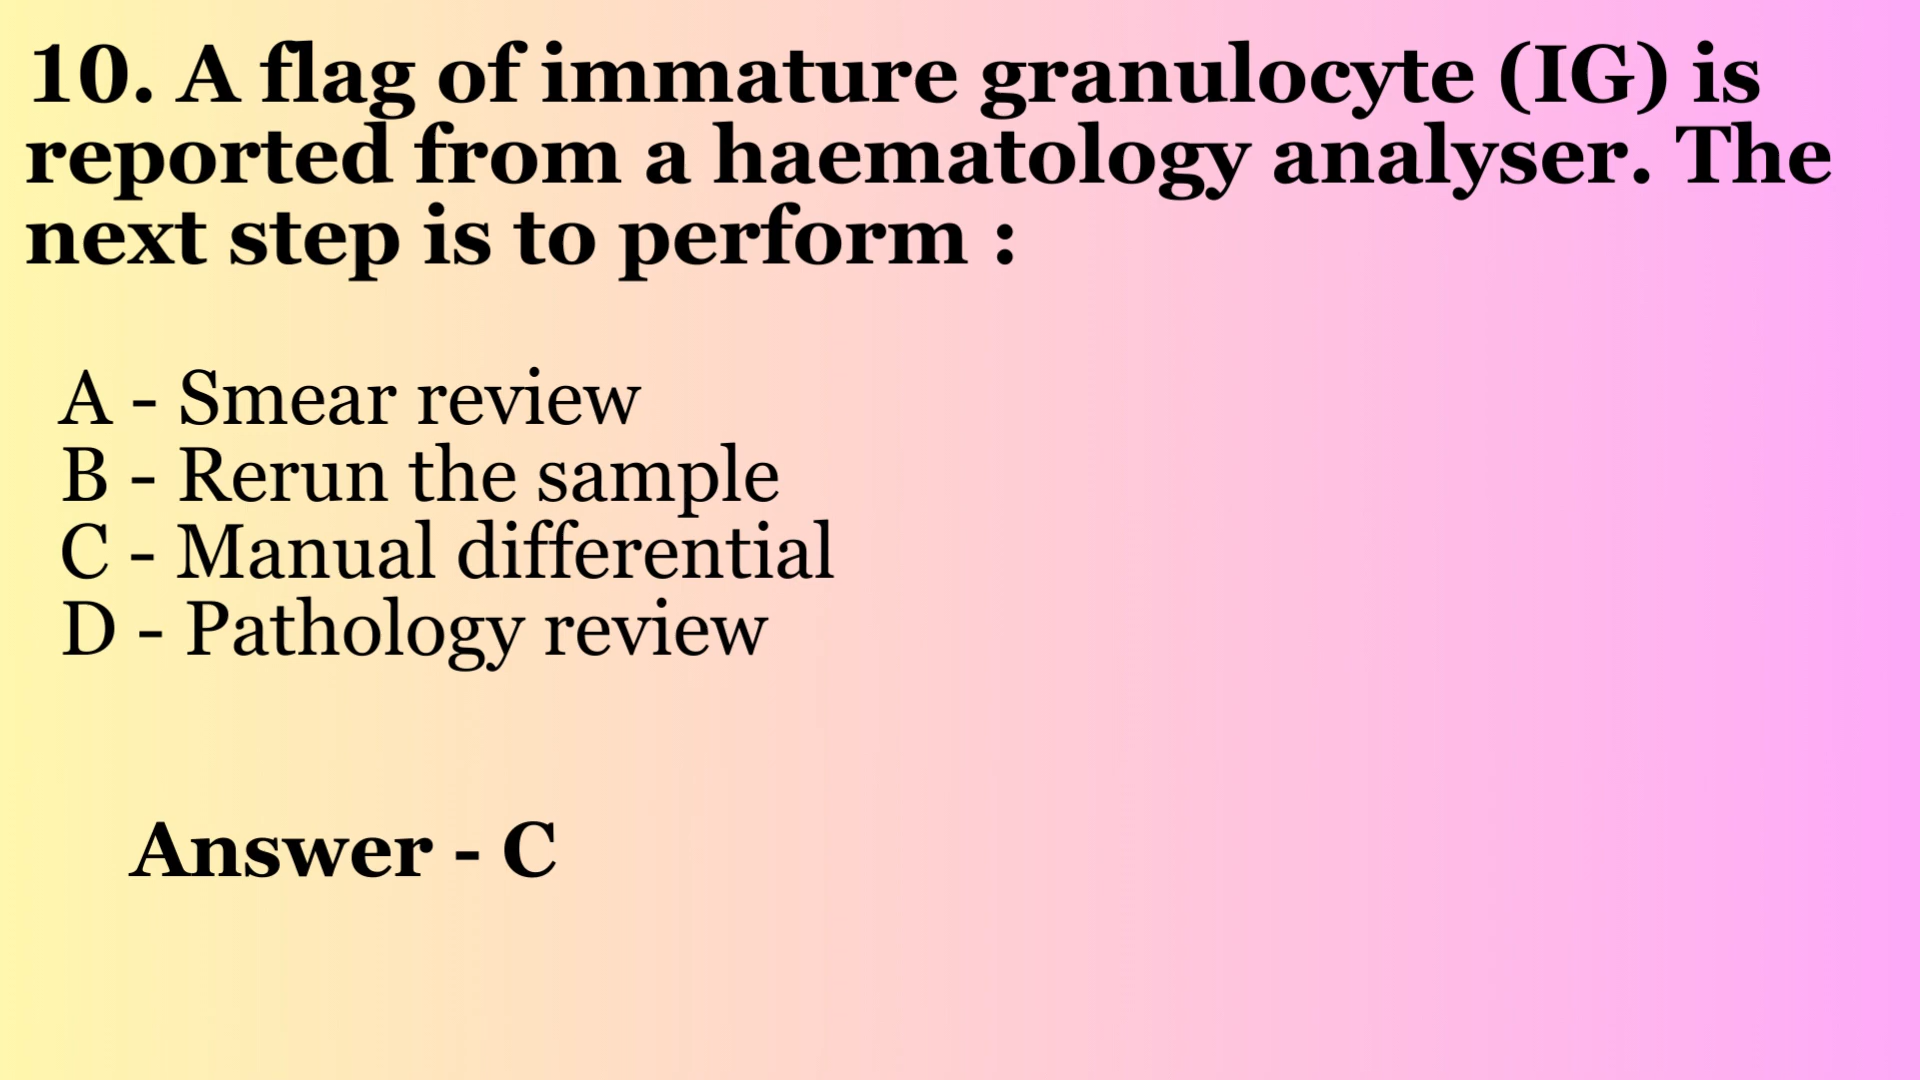 10. A flag of immature granulocyte (IG) is
reported from a haematology analyser. The
next step is to perform :
A - Smear review
B - Rerun the sample
C - Manual differential
D - Pathology review
Answer - C